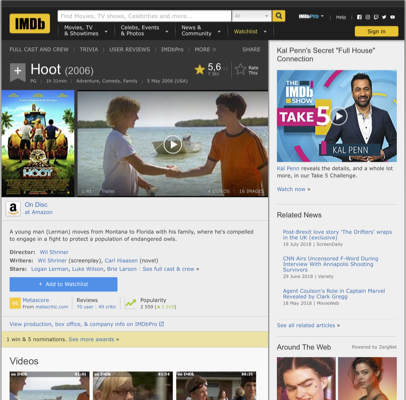 IMDb
Find Movies, TV shows, Celebrities and more...
All
IMDbPro
Help
Movies, TV & Showtimes
Celebs, Events & Photos
News & Community
Watchlist
Sign in
FULL CAST AND CREW | TRIVIA | USER REVIEWS | IMDbPro | MORE
SHARE
Hoot (2006)
5,6
Rate This
PG | 1h 31min | Adventure, Comedy, Family | 5 May 2006 (USA)
HOOT
1:41 | Trailer
4 VIDEOS | 16 IMAGES
On Disc
at Amazon
A young man (Lerman) moves from Montana to Florida with his family, where he's compelled
to engage in a fight to protect a population of endangered owls.
Director: Wil Shriner
Writers: Wil Shriner (screenplay), Carl Hiaasen (novel)
Stars: Logan Lerman, Luke Wilson, Brie Larson | See full cast & crew »
+ Add to Watchlist
Metascore
From metacritic.com
Reviews
70 user | 49 critic
Popularity
View production, box office, & company info on IMDbPro
1 win & 5 nominations. See more awards »
Videos
Kal Penn's Secret "Full House"
Connection
THE
IMDb
SHOW
TAKE 5
KAL PENN
Kal Penn reveals the details, and a whole lot
more, in our Take 5 Challenge.
Watch now »
Related News
Post-Brexit love story 'The Drifters' wraps
in the UK (exclusive)
19 July 2018 | ScreenDaily
CNN Airs Uncensored F-Word During
Interview With Annapolis Shooting
Survivors
29 June 2018 | Variety
Agent Coulson's Role in Captain Marvel
Revealed by Clark Gregg
18 May 2018 | MovieWeb
See all related articles »
Around The Web
Powered by ZergNet